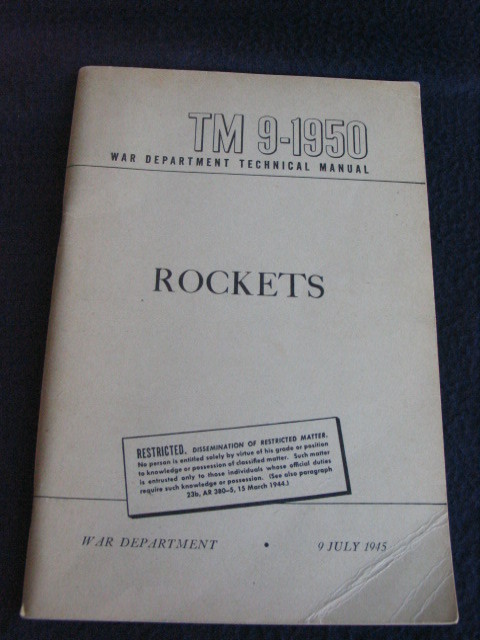 TM 9-1950
WAR DEPARTMENT TECHNICAL MANUAL
ROCKETS
RESTRICTED. DISSEMINATION OF RESTRICTED MATTER.
No person is entitled solely by virtue of his grade or position
to knowledge or possession of classified matter. Such matter
is entrusted only to those individuals whose official duties
require such knowledge or possession. (See also paragraph
23b, AR 380-5, 15 March 1944.)
WAR DEPARTMENT • 9 JULY 1945